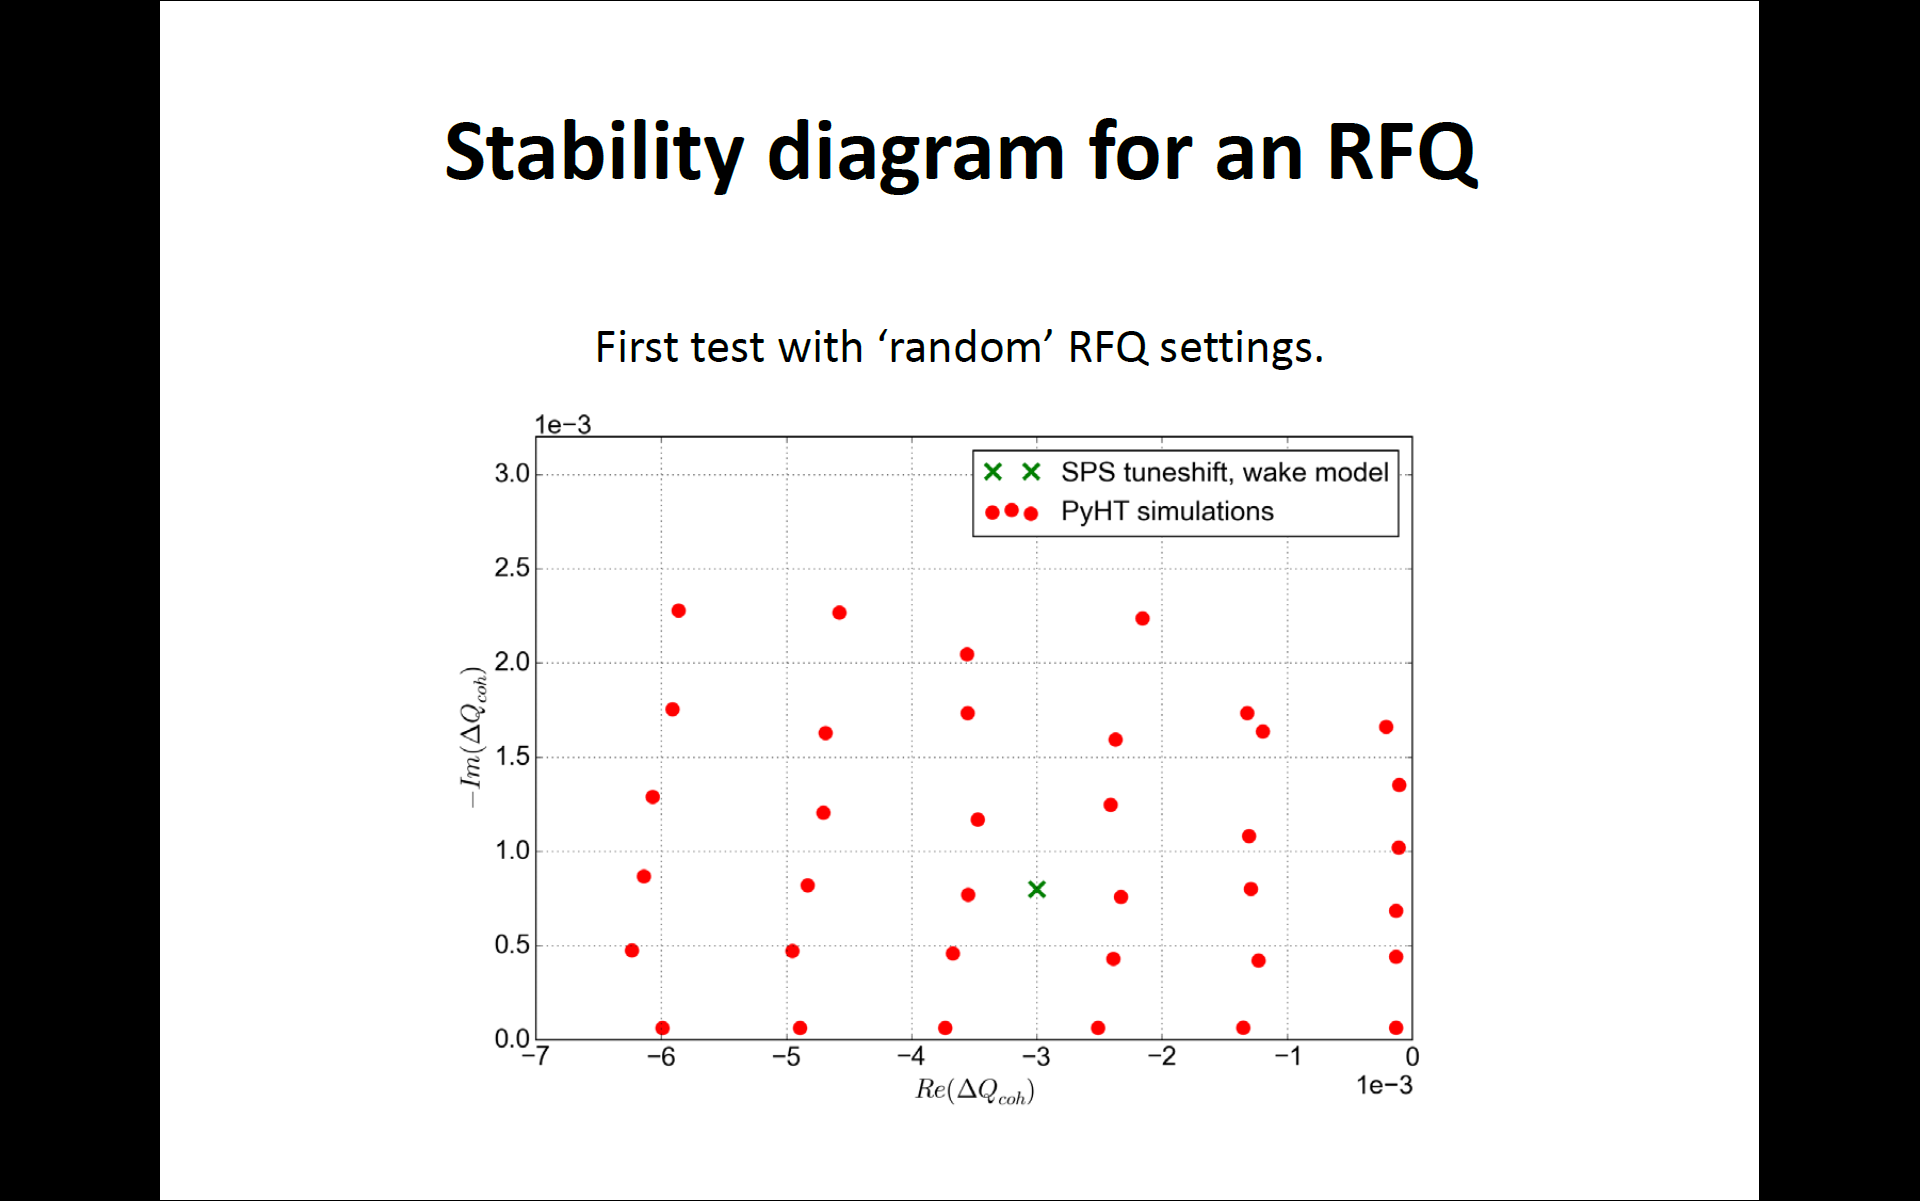 Stability diagram for an RFQ
First test with ‘random’ RFQ settings.
1e−3
SPS tuneshift, wake model
PyHT simulations
3.0
2.5
2.0
1.5
1.0
0.5
0.0
−Im(ΔQcoh)
−7 −6 −5 −4 −3 −2 −1 0
Re(ΔQcoh)
1e−3